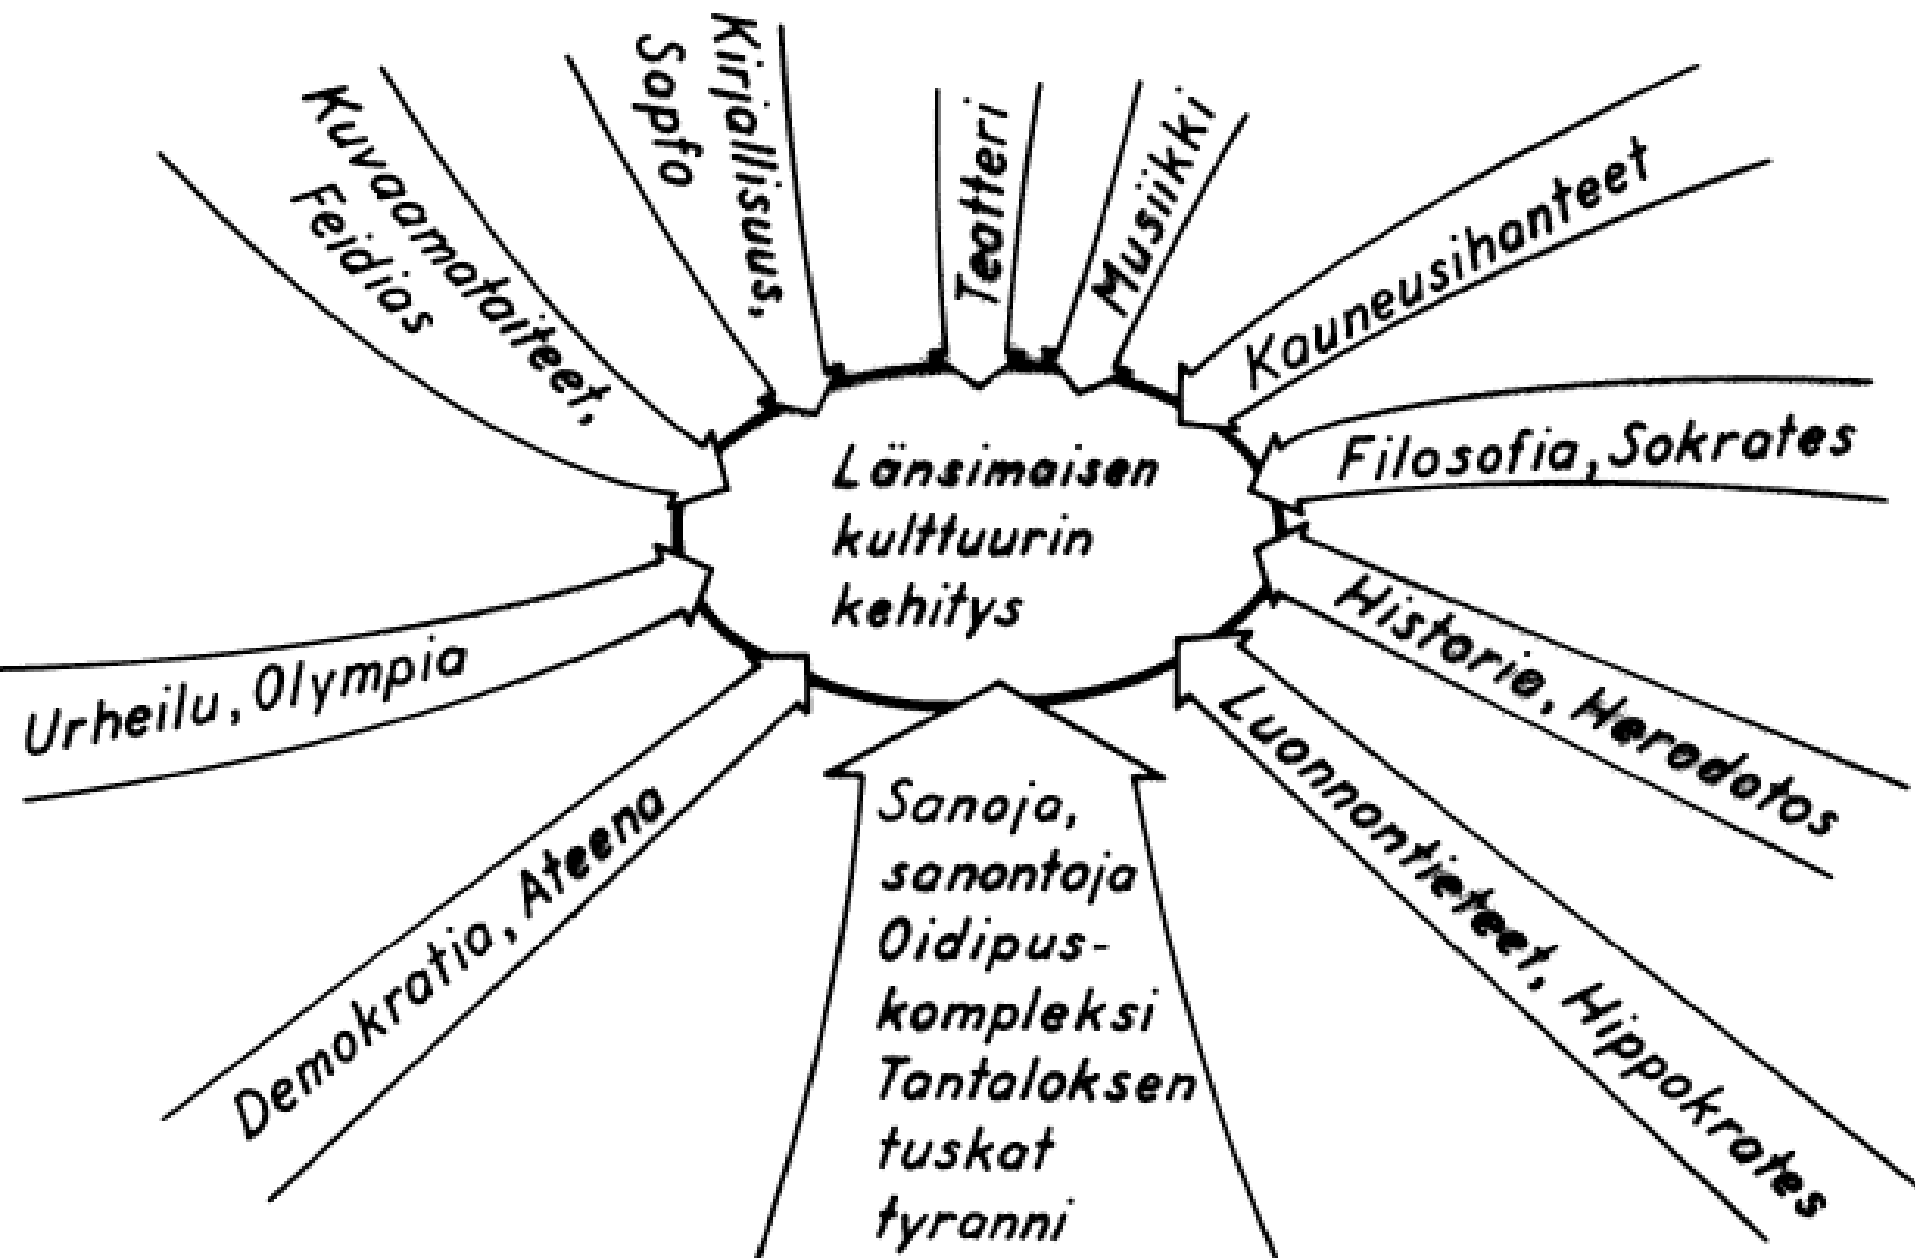 Kuvaamataiteet,
Feidias
Kirjallisuus,
Sapfo
Teatteri
Musiikki
Kauneusihanteet
Filosofia, Sokrates
Länsimaisen
kulttuurin
kehitys
Historia, Herodotos
Urheilu, Olympia
Luonnontieteet, Hippokrates
Demokratia, Ateena
Sanoja,
sanontoja
Oidipus-
kompleksi
Tantaloksen
tuskat
tyranni